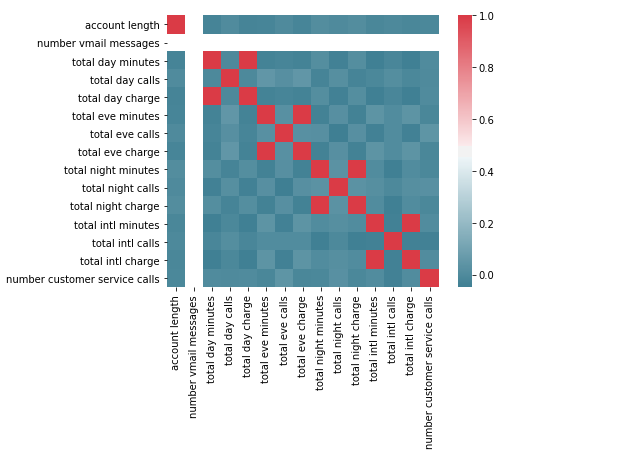 account length
number vmail messages
total day minutes
total day calls
total day charge
total eve minutes
total eve calls
total eve charge
total night minutes
total night calls
total night charge
total intl minutes
total intl calls
total intl charge
number customer service calls
account length
number vmail messages
total day minutes
total day calls
total day charge
total eve minutes
total eve calls
total eve charge
total night minutes
total night calls
total night charge
total intl minutes
total intl calls
total intl charge
number customer service calls
1.0
0.8
0.6
0.4
0.2
0.0